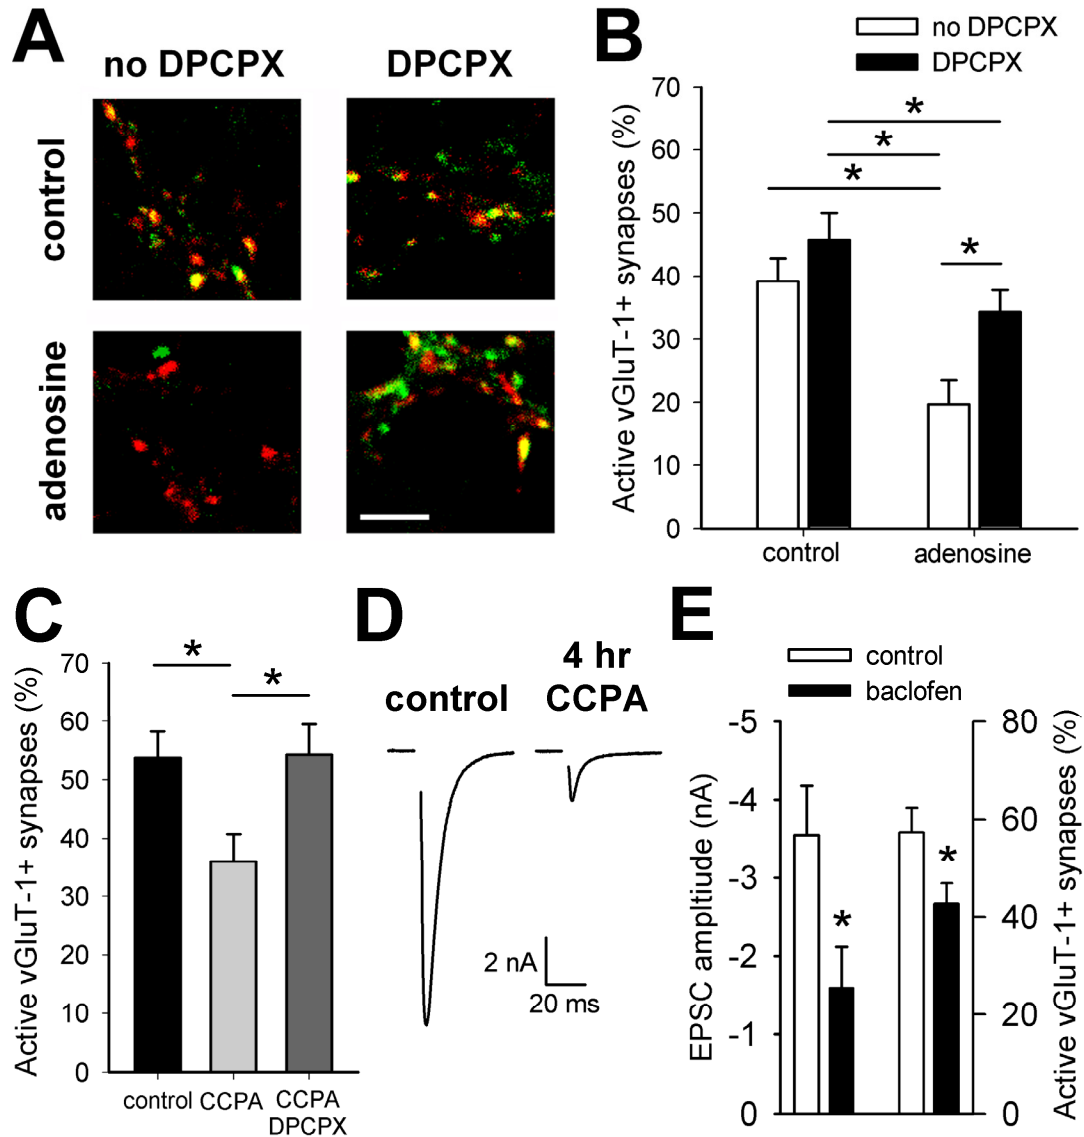 A
no DPCPX
DPCPX
control
adenosine
B
no DPCPX
DPCPX
Active vGluT-1+ synapses (%)
70
60
50
40
30
20
10
0
*
*
*
*
control
adenosine
C
Active vGluT-1+ synapses (%)
70
60
50
40
30
20
10
0
*
*
control
CCPA
CCPA
DPCPX
D
control
4 hr
CCPA
2 nA
20 ms
E
control
baclofen
EPSC ampltiude (nA)
-5
-4
-3
-2
-1
0
*
*
80
60
40
20
0
Active vGluT-1+ synapses (%)